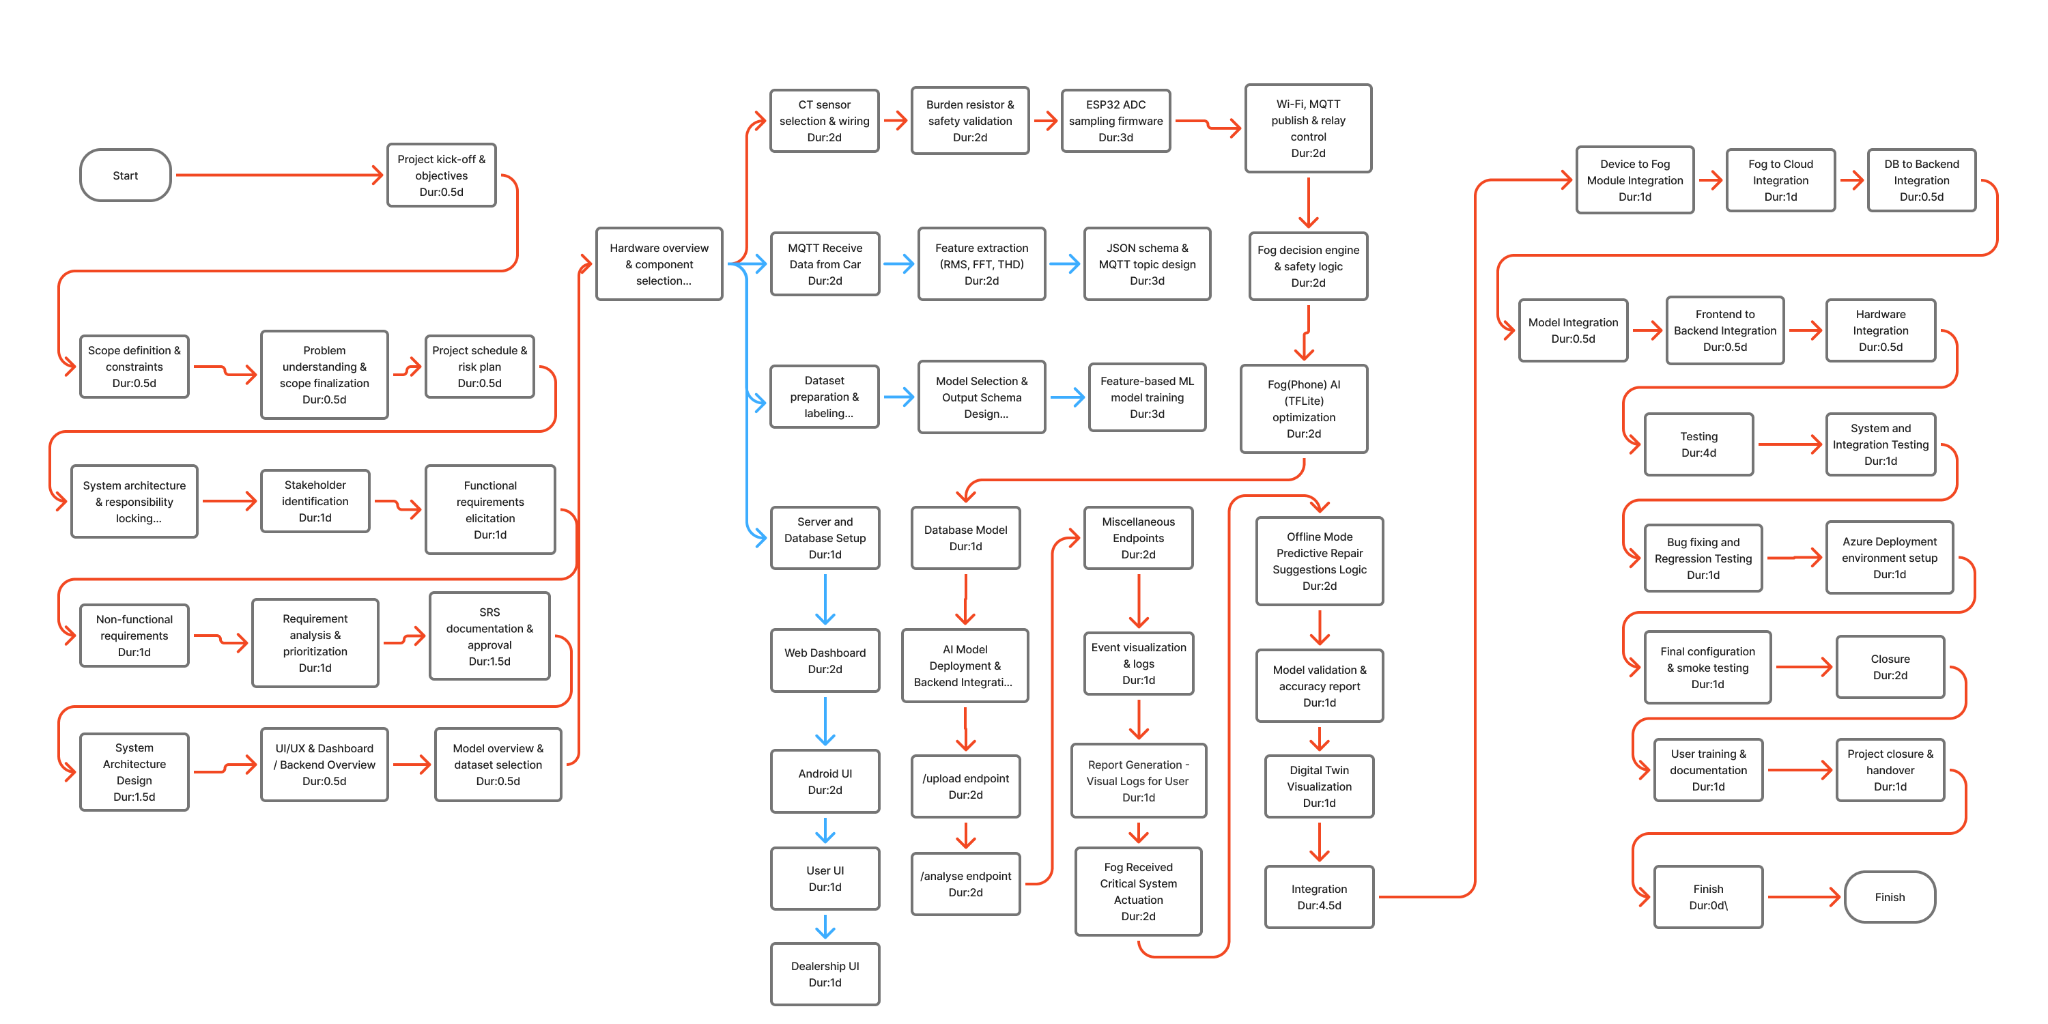 Start
Project kick-off &
objectives
Dur:0.5d
Scope definition &
constraints
Dur:0.5d
Problem
understanding &
scope finalization
Dur:0.5d
Project schedule &
risk plan
Dur:0.5d
System architecture
& responsibility
locking...
Stakeholder
identification
Dur:1d
Functional
requirements
elicitation
Dur:1d
Non-functional
requirements
Dur:1d
Requirement
analysis &
prioritization
Dur:1d
SRS
documentation &
approval
Dur:1.5d
System
Architecture
Design
Dur:1.5d
UI/UX & Dashboard
/ Backend Overview
Dur:0.5d
Model overview &
dataset selection
Dur:0.5d
Hardware overview
& component
selection...
CT sensor
selection & wiring
Dur:2d
Burden resistor &
safety validation
Dur:2d
ESP32 ADC
sampling firmware
Dur:3d
Wi-Fi, MQTT
publish & relay
control
Dur:2d
MQTT Receive
Data from Car
Dur:2d
Feature extraction
(RMS, FFT, THD)
Dur:2d
JSON schema &
MQTT topic design
Dur:3d
Fog decision engine
& safety logic
Dur:2d
Dataset
preparation &
labeling...
Model Selection &
Output Schema
Design...
Feature-based ML
model training
Dur:3d
Fog(Phone) AI
(TFLite)
optimization
Dur:2d
Server and
Database Setup
Dur:1d
Web Dashboard
Dur:2d
Android UI
Dur:2d
User UI
Dur:1d
Dealership UI
Dur:1d
Database Model
Dur:1d
AI Model
Deployment &
Backend Integrati...
/upload endpoint
Dur:2d
/analyse endpoint
Dur:2d
Miscellaneous
Endpoints
Dur:2d
Event visualization
& logs
Dur:1d
Report Generation -
Visual Logs for User
Dur:1d
Fog Received
Critical System
Actuation
Dur:2d
Offline Mode
Predictive Repair
Suggestions Logic
Dur:2d
Model validation &
accuracy report
Dur:1d
Digital Twin
Visualization
Dur:1d
Integration
Dur:4.5d
Device to Fog
Module Integration
Dur:1d
Fog to Cloud
Integration
Dur:1d
DB to Backend
Integration
Dur:0.5d
Model Integration
Dur:0.5d
Frontend to
Backend Integration
Dur:0.5d
Hardware
Integration
Dur:0.5d
Testing
Dur:4d
System and
Integration Testing
Dur:1d
Bug fixing and
Regression Testing
Dur:1d
Azure Deployment
environment setup
Dur:1d
Final configuration
& smoke testing
Dur:1d
Closure
Dur:2d
User training &
documentation
Dur:1d
Project closure &
handover
Dur:1d
Finish
Dur:0d\
Finish